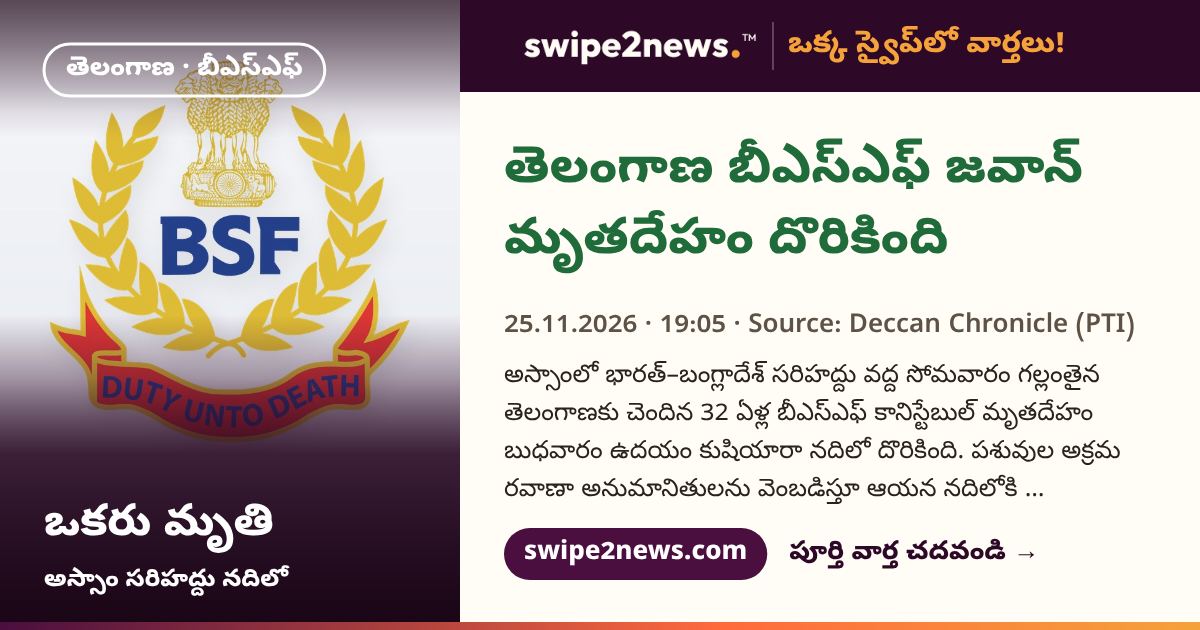 తెలంగాణ · బీఎస్ఎఫ్
BSF
DUTY UNTO DEATH
ఒకరు మృతి
అస్సాం సరిహద్దు నదిలో
swipe2news.™ ఒక్క స్వైప్‌లో వార్తలు!
తెలంగాణ బీఎస్ఎఫ్ జవాన్
మృతదేహం దొరికింది
25.11.2026 · 19:05 · Source: Deccan Chronicle (PTI)
అస్సాంలో భారత్–బంగ్లాదేశ్ సరిహద్దు వద్ద సోమవారం గల్లంతైన
తెలంగాణకు చెందిన 32 ఏళ్ల బీఎస్ఎఫ్ కానిస్టేబుల్ మృతదేహం
బుధవారం ఉదయం కుషియారా నదిలో దొరికింది. పశువుల అక్రమ
రవాణా అనుమానితులను వెంబడిస్తూ ఆయన నదిలోకి ...
swipe2news.com పూర్తి వార్త చదవండి →